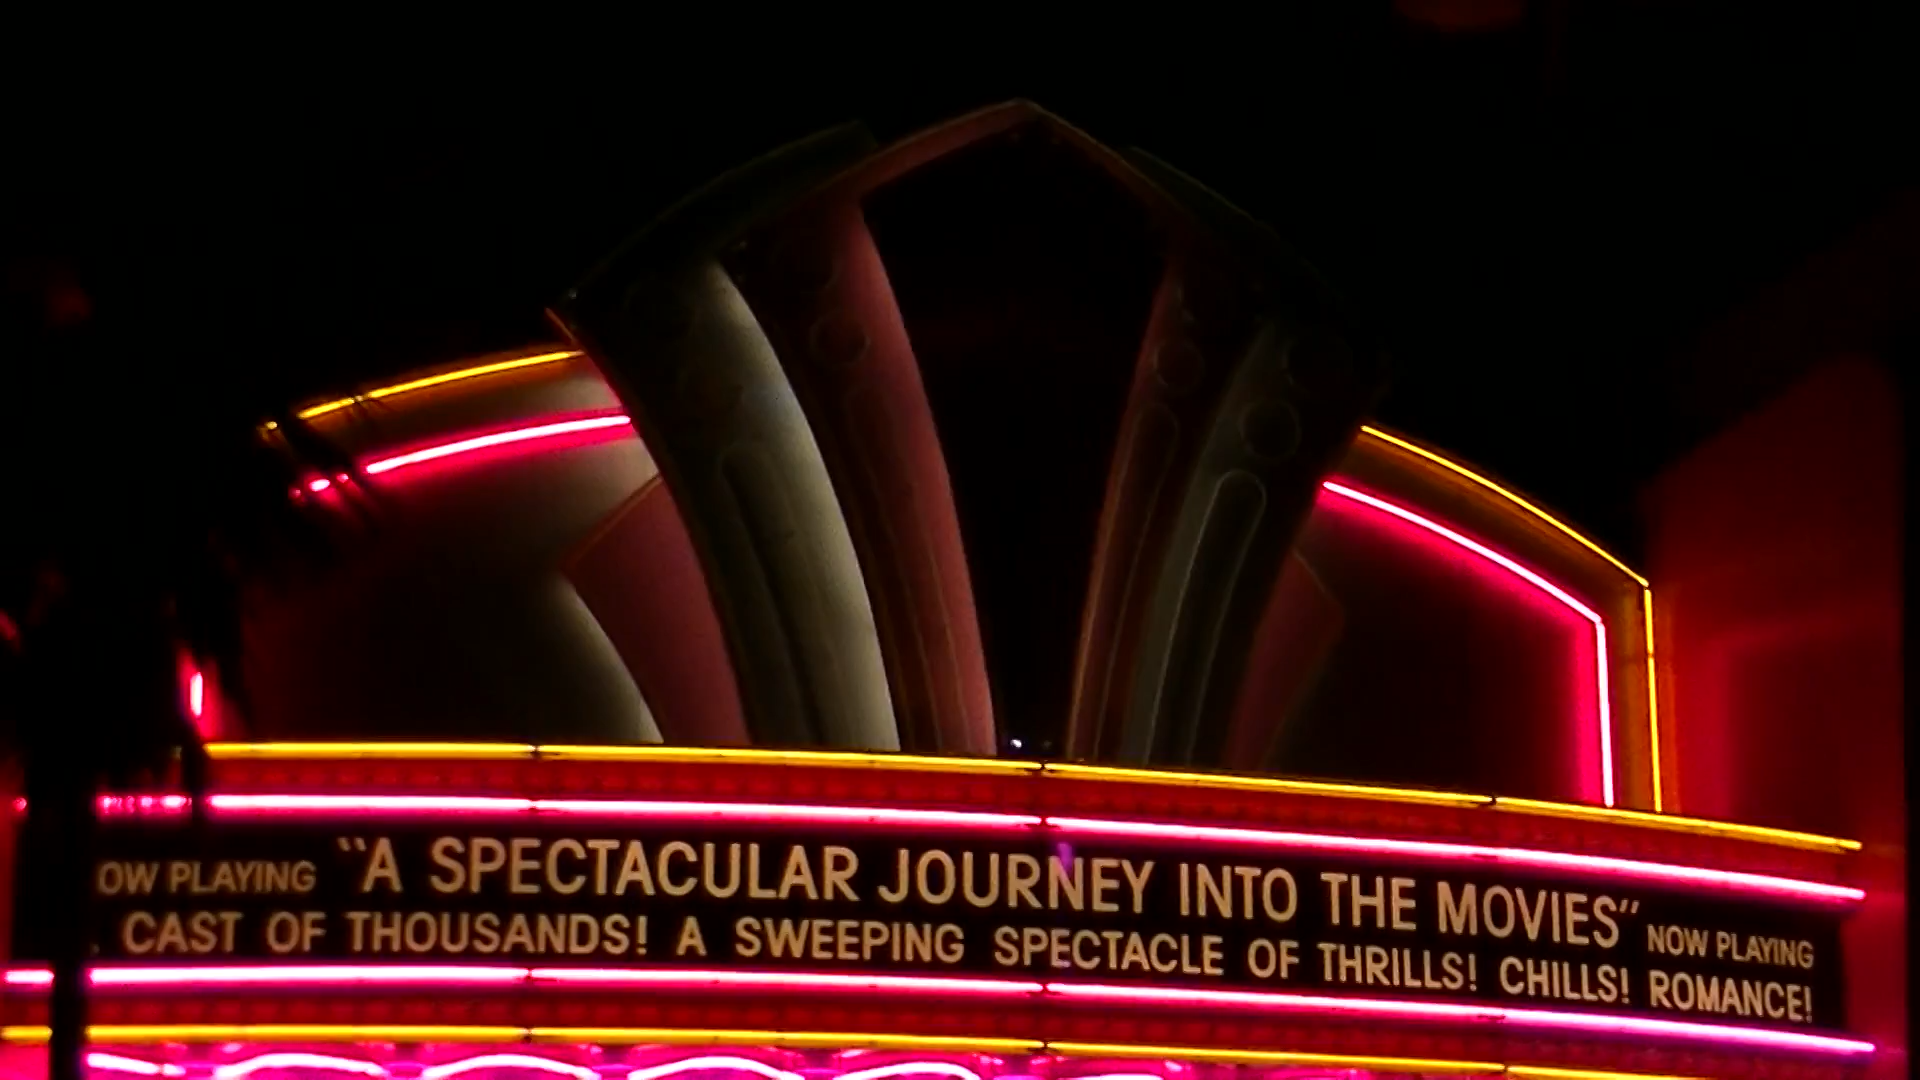 OW PLAYING "A SPECTACULAR JOURNEY INTO THE MOVIES" NOW PLAYING
CAST OF THOUSANDS! A SWEEPING SPECTACLE OF THRILLS! CHILLS! ROMANCE!